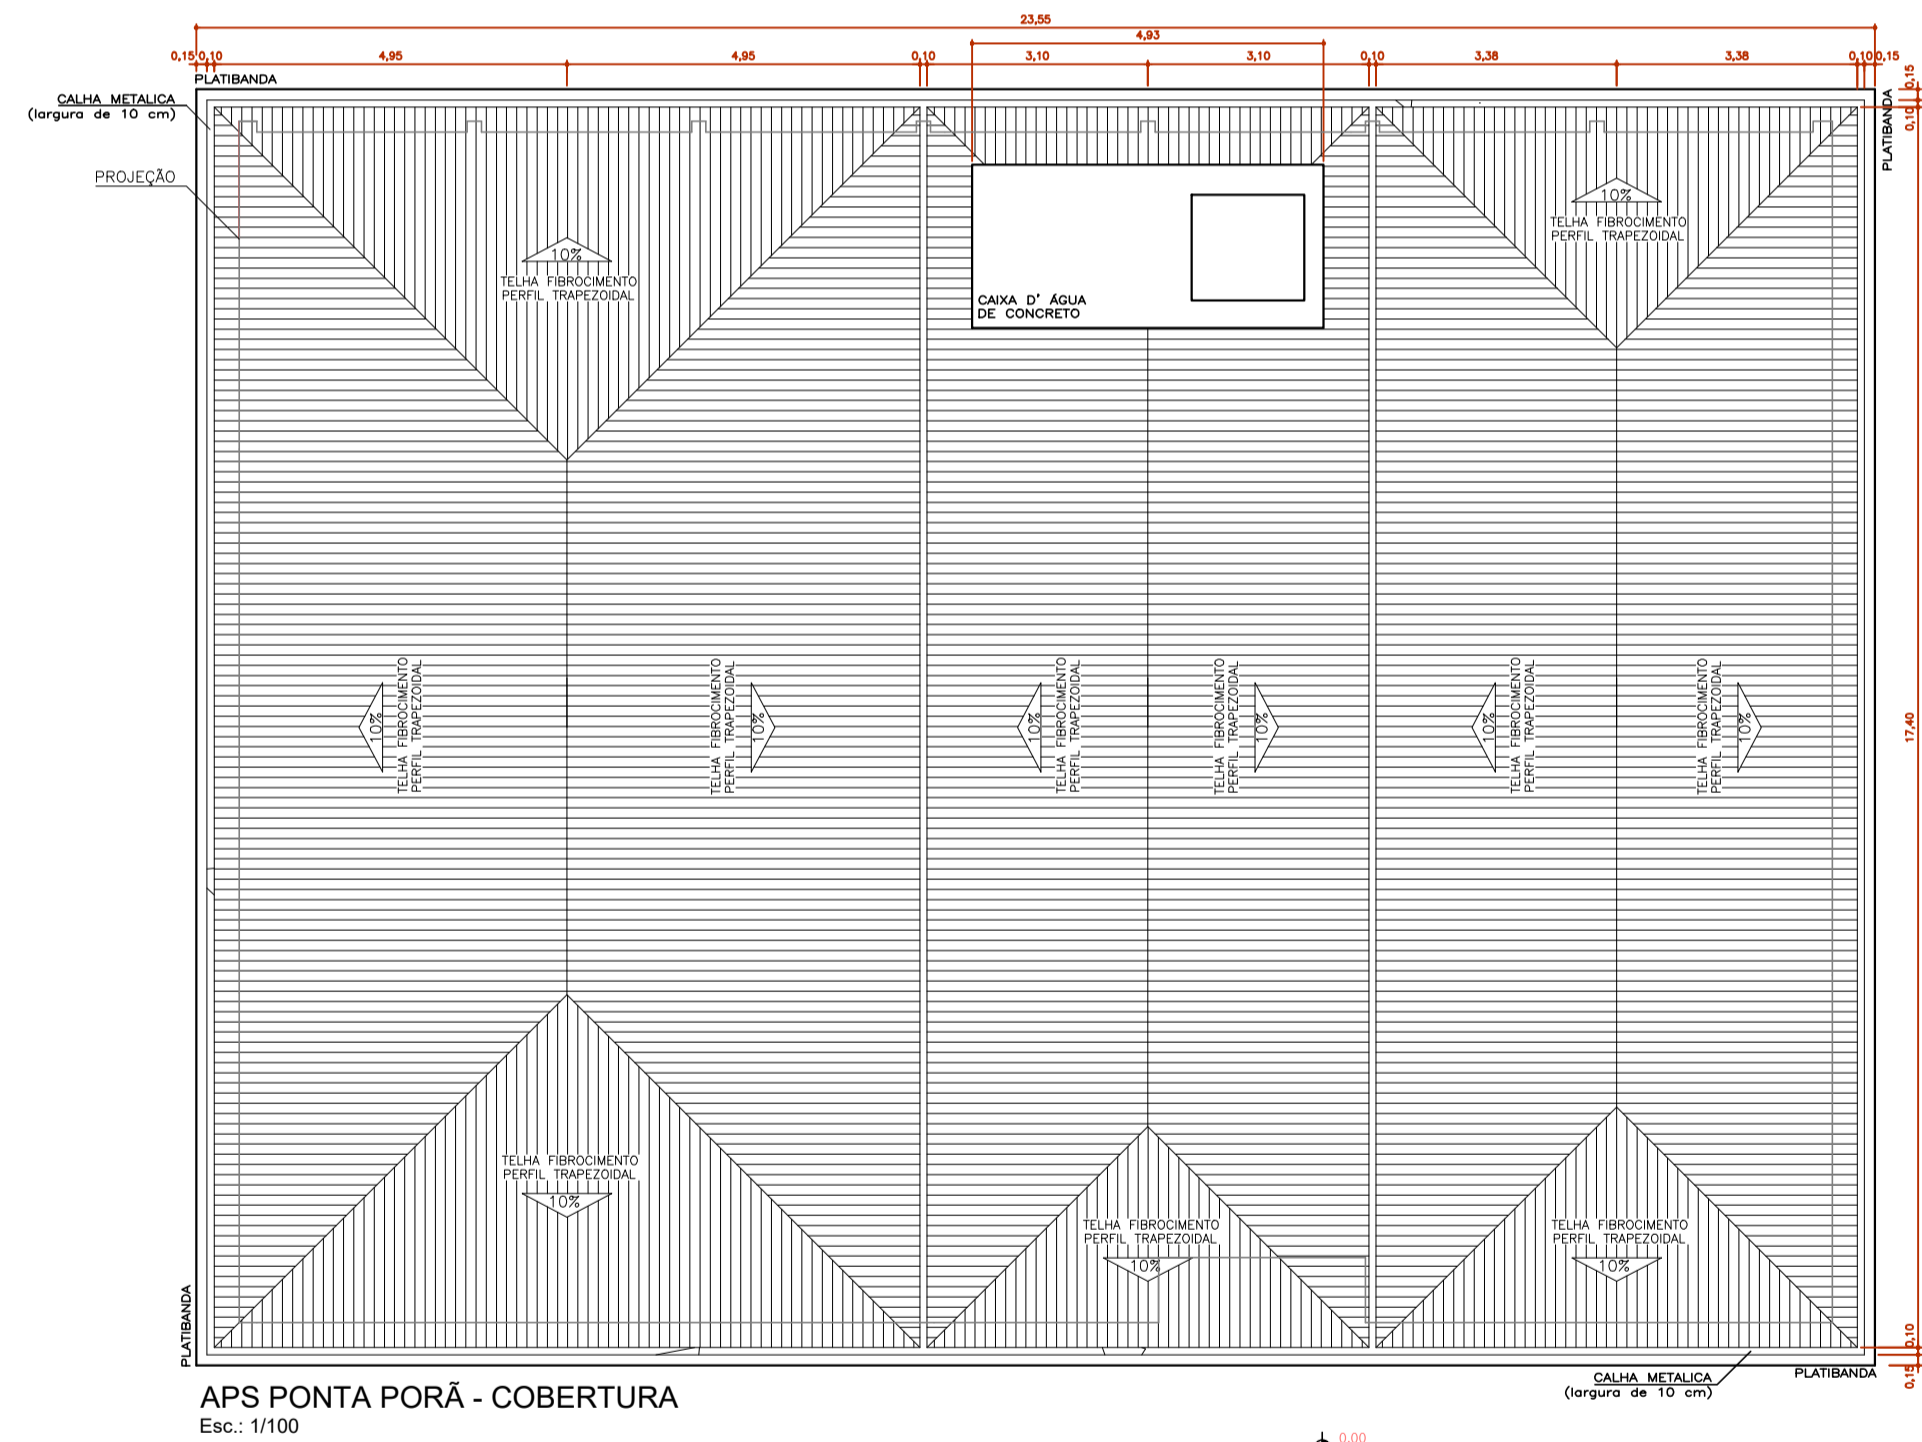 23,55
4,93
0,15
0,10
4,95
4,95
0,10
3,10
3,10
0,10
3,38
3,38
0,10
0,15
PLATIBANDA
0,15
0,10
CALHA METALICA
(largura de 10 cm)
PLATIBANDA
PROJEÇÃO
10%
TELHA FIBROCIMENTO
PERFIL TRAPEZOIDAL
10%
TELHA FIBROCIMENTO
PERFIL TRAPEZOIDAL
CAIXA D' ÁGUA
DE CONCRETO
10%
TELHA FIBROCIMENTO
PERFIL TRAPEZOIDAL
TELHA FIBROCIMENTO
PERFIL TRAPEZOIDAL
10%
10%
TELHA FIBROCIMENTO
PERFIL TRAPEZOIDAL
TELHA FIBROCIMENTO
PERFIL TRAPEZOIDAL
10%
10%
TELHA FIBROCIMENTO
PERFIL TRAPEZOIDAL
TELHA FIBROCIMENTO
PERFIL TRAPEZOIDAL
10%
17,40
TELHA FIBROCIMENTO
PERFIL TRAPEZOIDAL
10%
TELHA FIBROCIMENTO
PERFIL TRAPEZOIDAL
10%
TELHA FIBROCIMENTO
PERFIL TRAPEZOIDAL
10%
PLATIBANDA
0,10
0,15
CALHA METALICA
(largura de 10 cm)
PLATIBANDA
APS PONTA PORÃ - COBERTURA
Esc.: 1/100
0,00